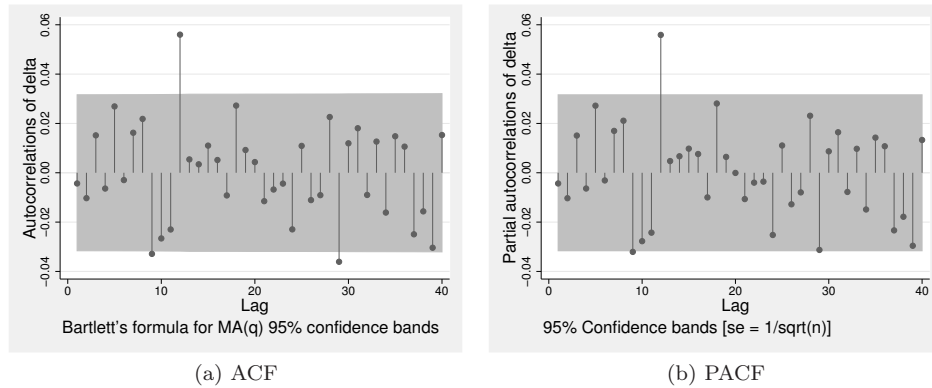 Autocorrelations of delta
0.06
0.04
0.02
0.00
−0.02
−0.04
0 10 20 30 40
Lag
Bartlett's formula for MA(q) 95% confidence bands
(a) ACF
Partial autocorrelations of delta
0.06
0.04
0.02
0.00
−0.02
−0.04
0 10 20 30 40
Lag
95% Confidence bands [se = 1/sqrt(n)]
(b) PACF